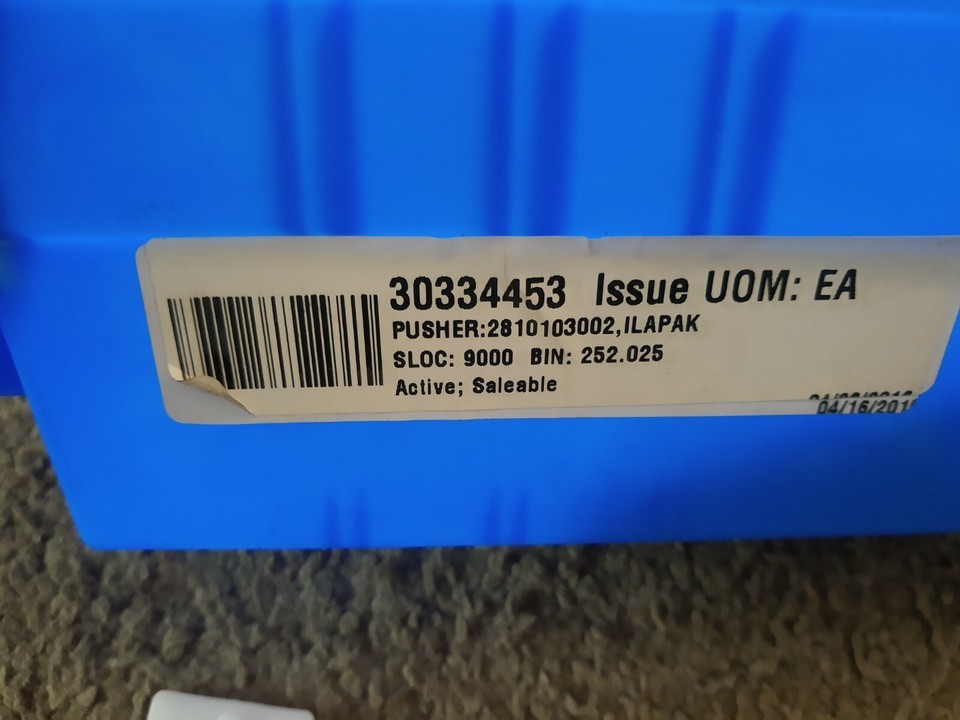 30334453 Issue UOM: EA
PUSHER:2810103002,ILAPAK
SLOC: 9000 BIN: 252.025
Active; Saleable